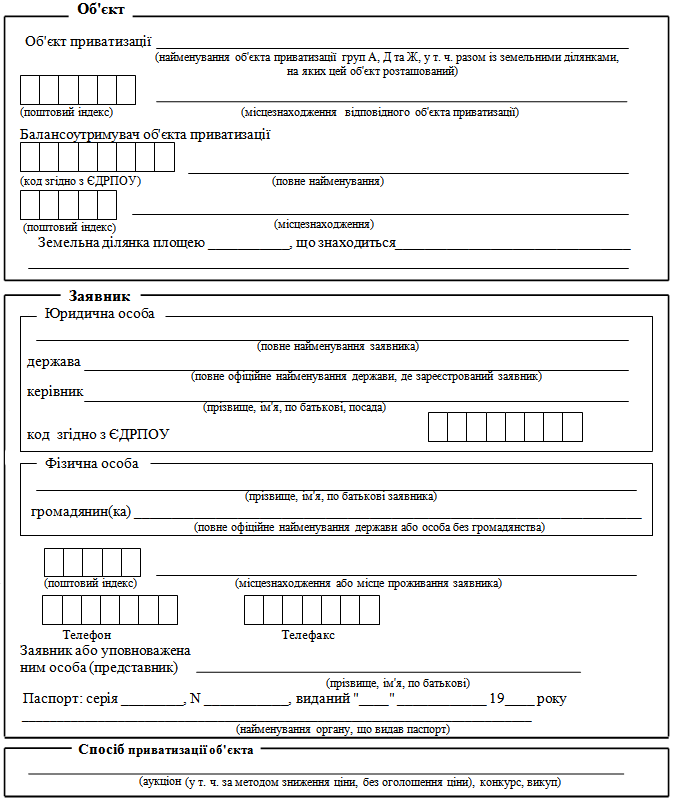 Об'єкт
Об'єкт приватизації
(найменування об'єкта приватизації груп А, Д та Ж, у т. ч. разом із земельними ділянками,
на яких цей об'єкт розташований)
(поштовий індекс) (місцезнаходження відповідного об'єкта приватизації)
Балансоутримувач об'єкта приватизації
(код згідно з ЄДРПОУ) (повне найменування)
(поштовий індекс) (місцезнаходження)
Земельна ділянка площею ___________, що знаходиться________________________________
Заявник
Юридична особа
(повне найменування заявника)
держава
(повне офіційне найменування держави, де зареєстрований заявник)
керівник
(прізвище, ім'я, по батькові, посада)
код згідно з ЄДРПОУ
Фізична особа
(прізвище, ім'я, по батькові заявника)
громадянин(ка)
(повне офіційне найменування держави або особа без громадянства)
(поштовий індекс) (місцезнаходження або місце проживання заявника)
Телефон Телефакс
Заявник або уповноважена
ним особа (представник)
(прізвище, ім'я, по батькові)
Паспорт: серія _________, N ____________, виданий "____" _____________ 19____ року
(найменування органу, що видав паспорт)
Спосіб приватизації об'єкта
(аукціон (у т. ч. за методом зниження ціни, без оголошення ціни), конкурс, викуп)